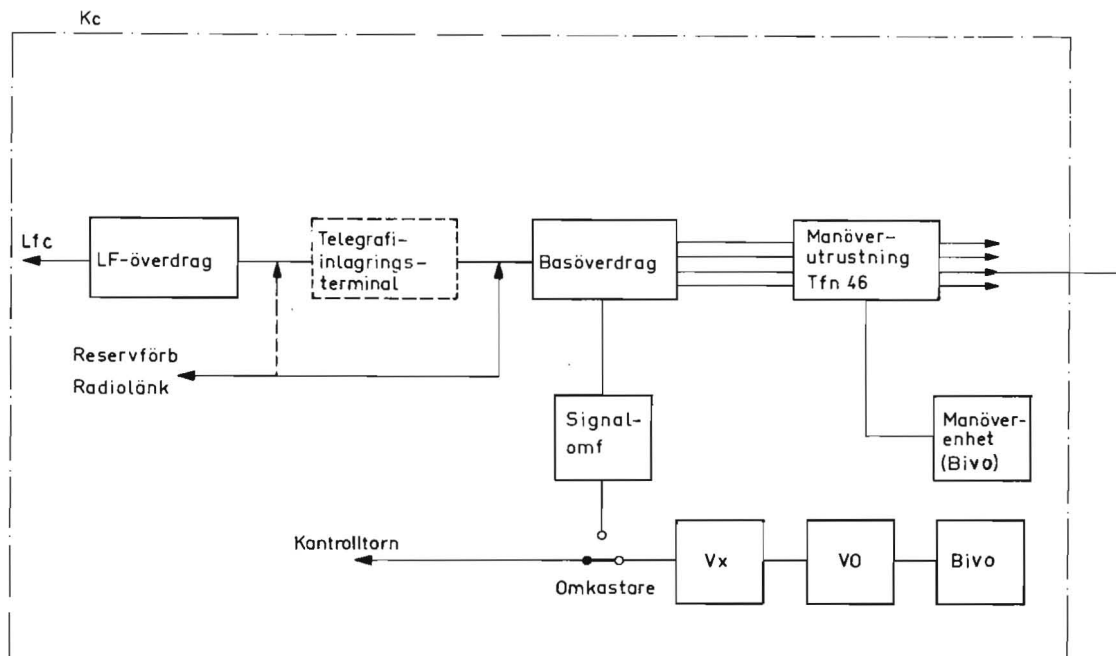 Kc
Lfc
LF-överdrag
Telegrafi-
inlagrings-
terminal
Basöverdrag
Manöver-
utrustning
Tfn 46
Reservförb
Radiolänk
Signal-
omf
Manöver-
enhet
(Bivo)
Kantrolltorn
Omkastare
Vx
VO
Bivo